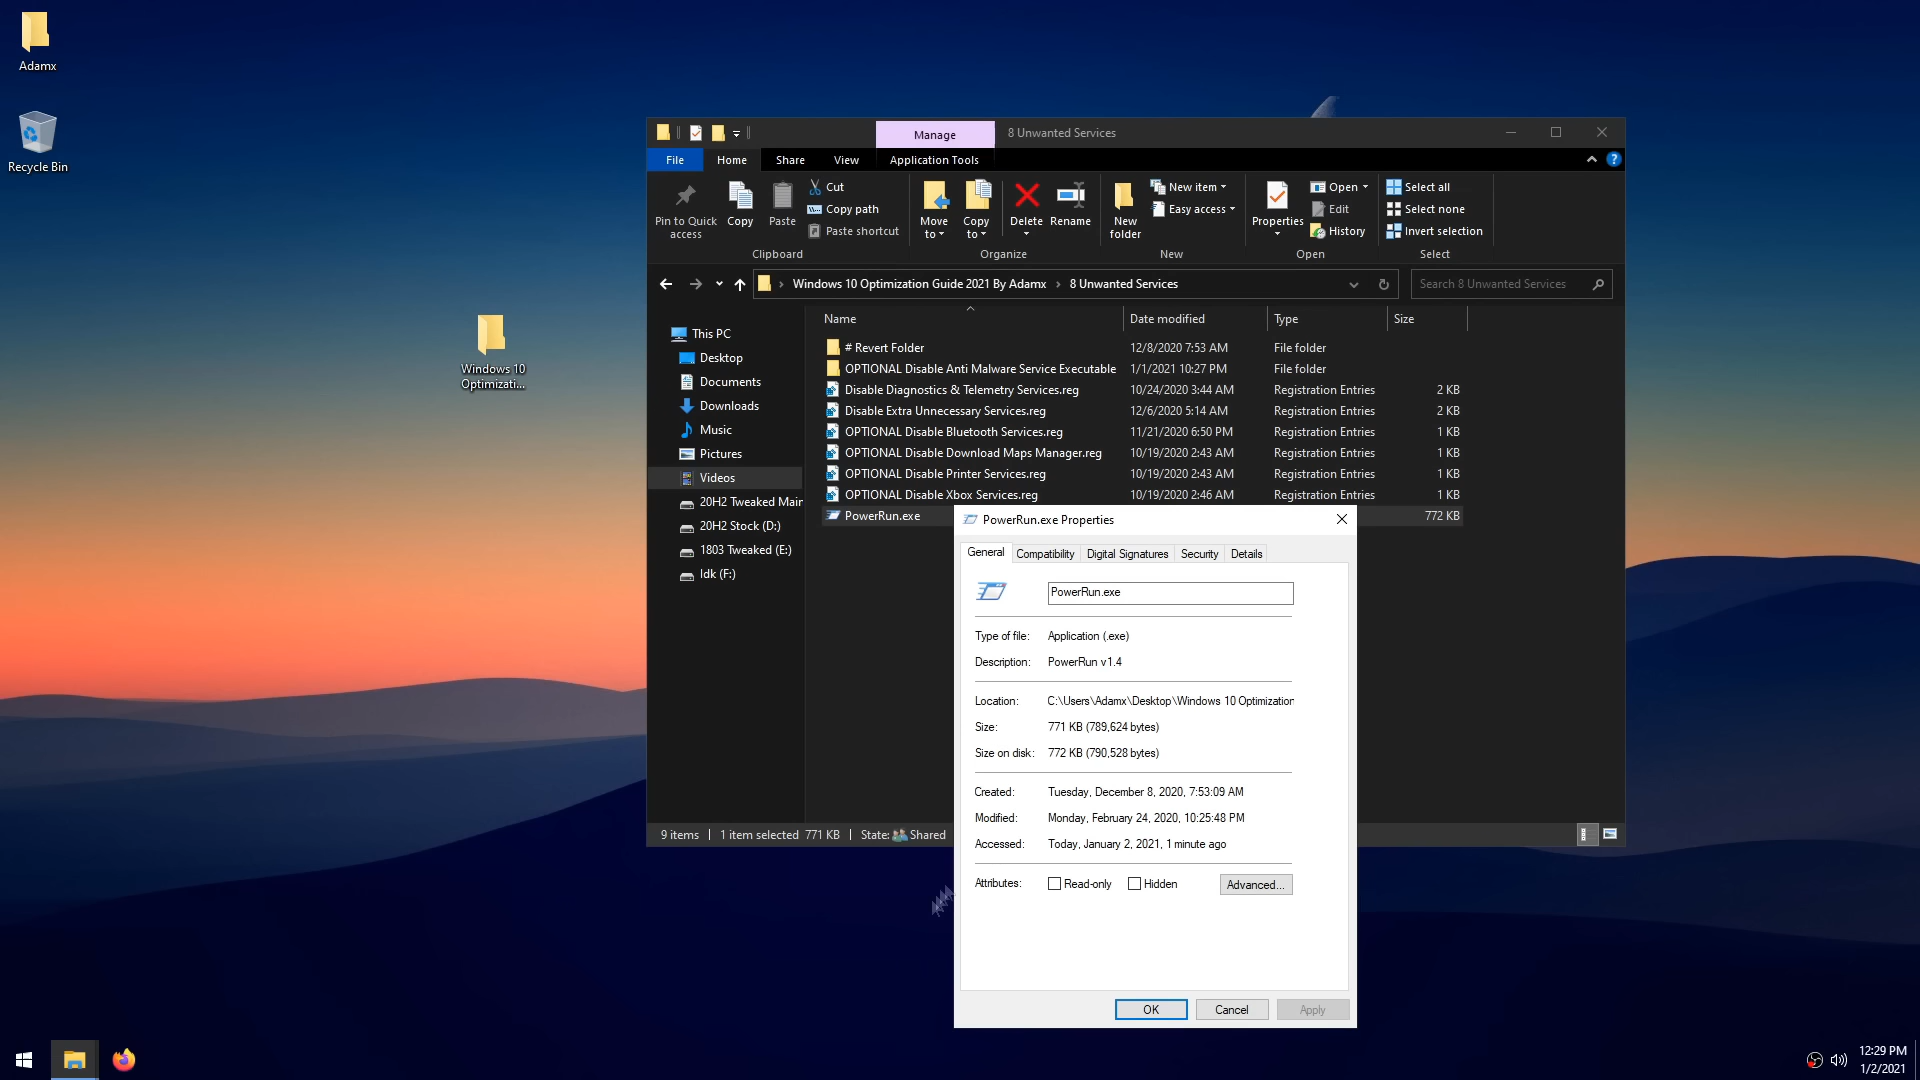 Adamx
Recycle Bin
Windows 10
Optimizati...
Manage
8 Unwanted Services
File
Home
Share
View
Application Tools
Pin to Quick
access
Copy
Paste
Cut
Copy path
Paste shortcut
Clipboard
Move
to
Copy
to
Delete
Rename
Organize
New
folder
New item
Easy access
New
Properties
Open
Edit
History
Open
Select all
Select none
Invert selection
Select
Windows 10 Optimization Guide 2021 By Adamx > 8 Unwanted Services
Search 8 Unwanted Services
This PC
Desktop
Documents
Downloads
Music
Pictures
Videos
20H2 Tweaked Main
20H2 Stock (D:)
1803 Tweaked (E:)
Idk (F:)
Name Date modified Type Size
# Revert Folder 12/8/2020 7:53 AM File folder
OPTIONAL Disable Anti Malware Service Executable 1/1/2021 10:27 PM File folder
Disable Diagnostics & Telemetry Services.reg 10/24/2020 3:44 AM Registration Entries 2 KB
Disable Extra Unnecessary Services.reg 12/6/2020 5:14 AM Registration Entries 2 KB
OPTIONAL Disable Bluetooth Services.reg 11/21/2020 6:50 PM Registration Entries 1 KB
OPTIONAL Disable Download Maps Manager.reg 10/19/2020 2:43 AM Registration Entries 1 KB
OPTIONAL Disable Printer Services.reg 10/19/2020 2:43 AM Registration Entries 1 KB
OPTIONAL Disable Xbox Services.reg 10/19/2020 2:46 AM Registration Entries 1 KB
PowerRun.exe 772 KB
9 items 1 item selected 771 KB State: Shared
PowerRun.exe Properties
General Compatibility Digital Signatures Security Details
PowerRun.exe
Type of file: Application (.exe)
Description: PowerRun v1.4
Location: C:\Users\Adamx\Desktop\Windows 10 Optimization
Size: 771 KB (789,624 bytes)
Size on disk: 772 KB (790,528 bytes)
Created: Tuesday, December 8, 2020, 7:53:09 AM
Modified: Monday, February 24, 2020, 10:25:48 PM
Accessed: Today, January 2, 2021, 1 minute ago
Attributes: Read-only Hidden Advanced...
OK Cancel Apply
12:29 PM
1/2/2021